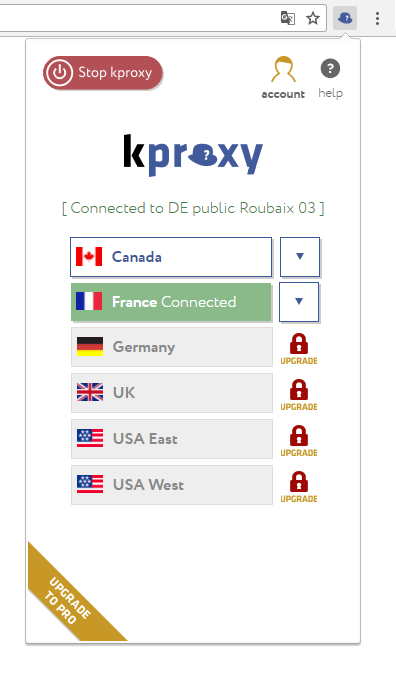 Stop kproxy
account
?
help
kproxy
?
[ Connected to DE public Roubaix 03 ]
Canada
France Connected
Germany
UPGRADE
UK
UPGRADE
USA East
UPGRADE
USA West
UPGRADE
UPGRADE
TO PRO